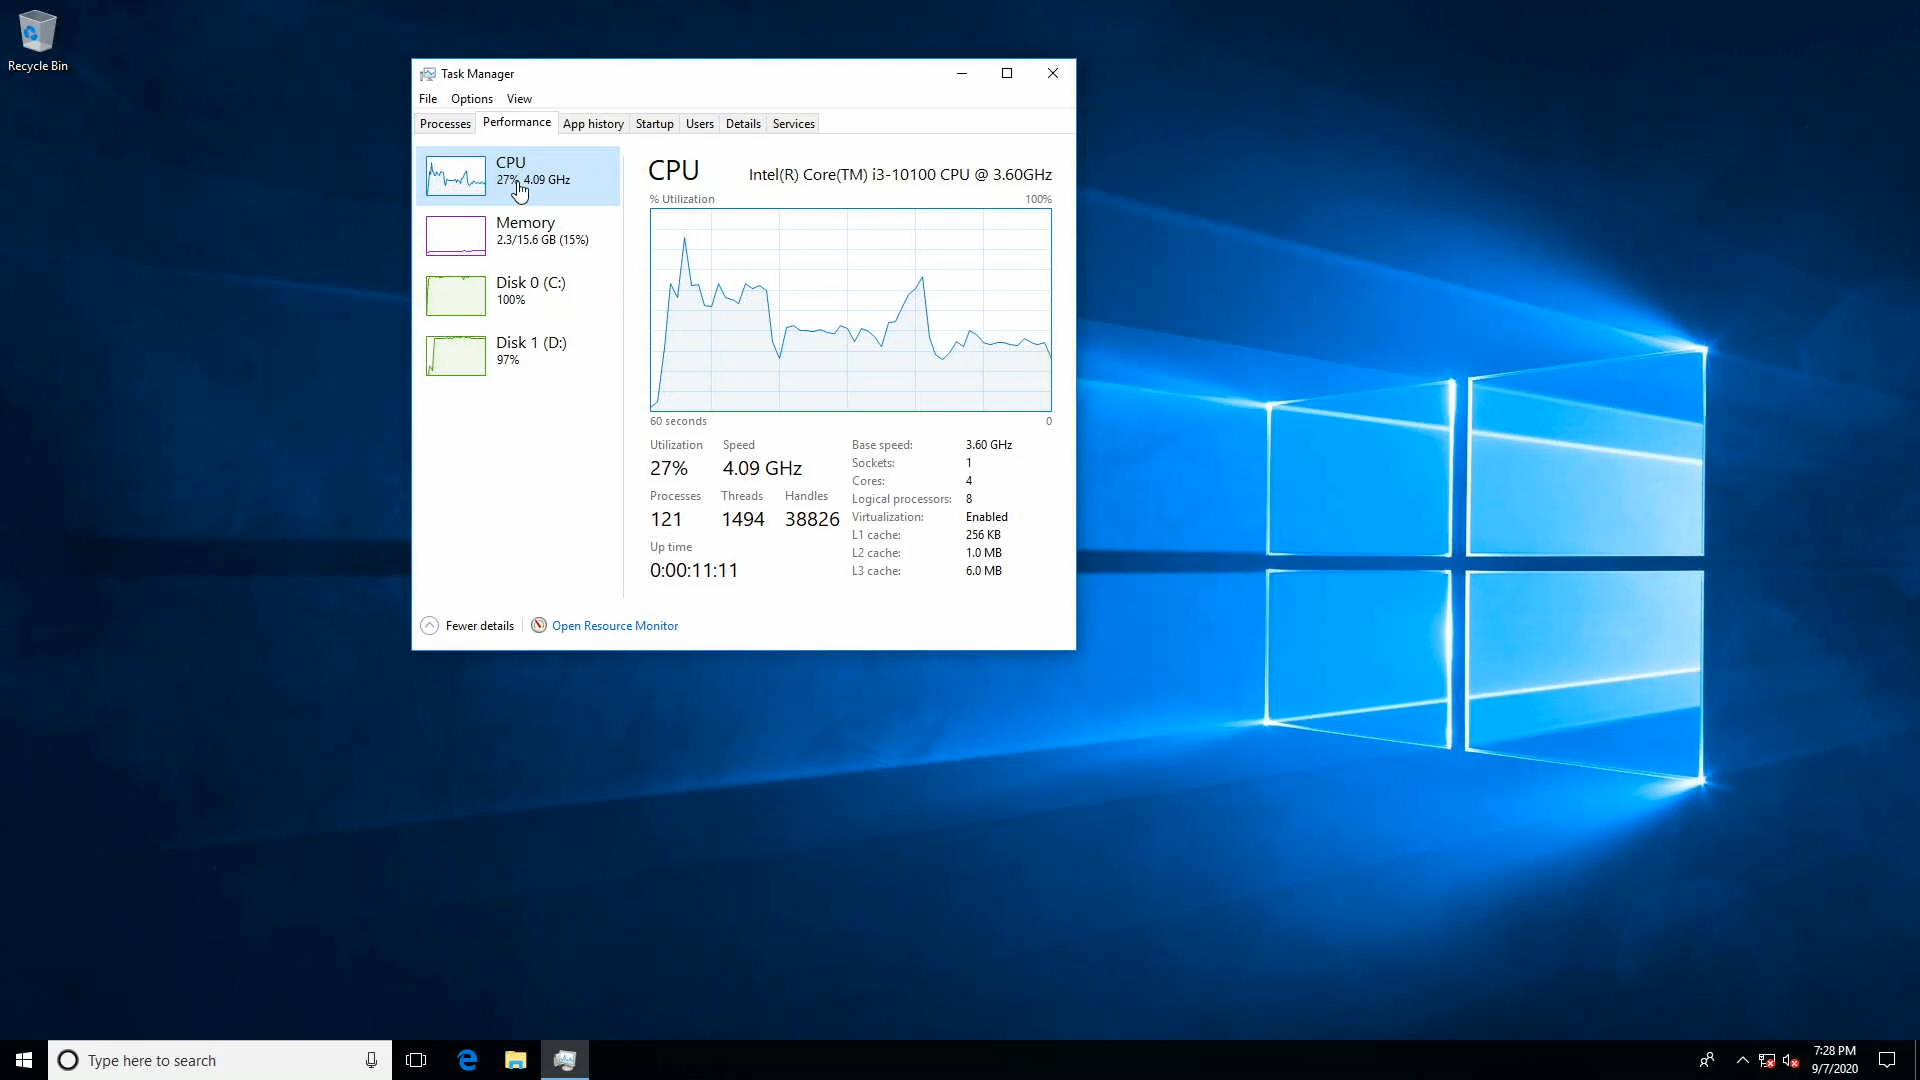 Recycle Bin
Task Manager
File Options View
Processes Performance App history Startup Users Details Services
CPU
27% 4.09 GHz
Memory
2.3/15.6 GB (15%)
Disk 0 (C:)
100%
Disk 1 (D:)
97%
CPU Intel(R) Core(TM) i3-10100 CPU @ 3.60GHz
% Utilization 100%
60 seconds 0
Utilization Speed
27% 4.09 GHz
Processes Threads Handles
121 1494 38826
Up time
0:00:11:11
Base speed: 3.60 GHz
Sockets: 1
Cores: 4
Logical processors: 8
Virtualization: Enabled
L1 cache: 256 KB
L2 cache: 1.0 MB
L3 cache: 6.0 MB
Fewer details Open Resource Monitor
Type here to search
7:28 PM
9/7/2020